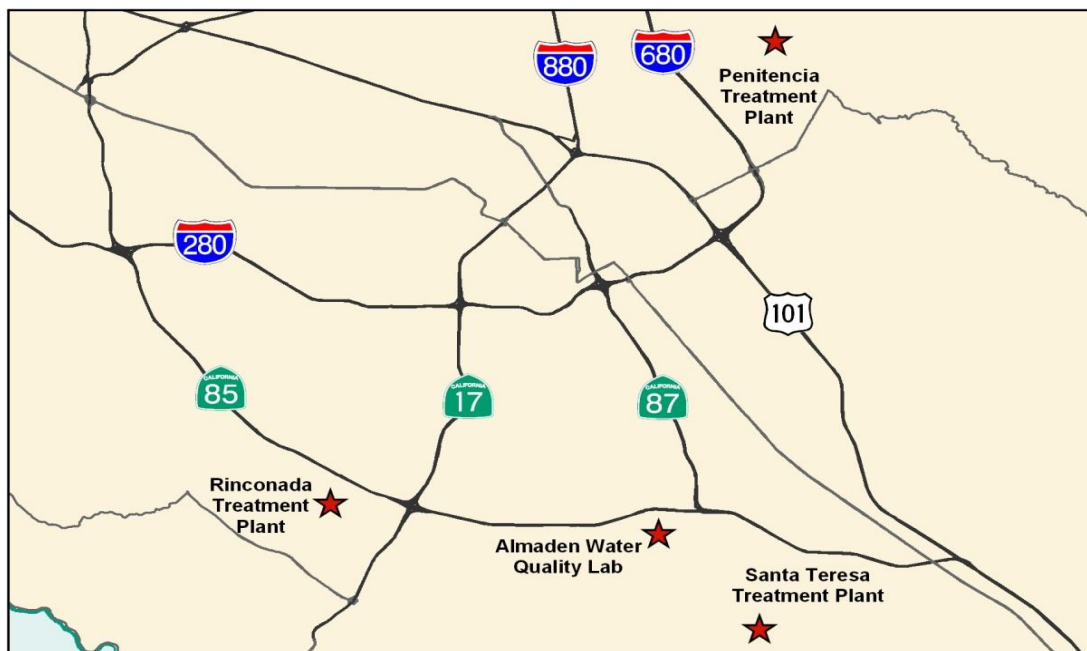 880
680
Penitencia
Treatment
Plant
280
101
CALIFORNIA
85
CALIFORNIA
17
CALIFORNIA
87
Rinconada
Treatment
Plant
Almaden Water
Quality Lab
Santa Teresa
Treatment Plant